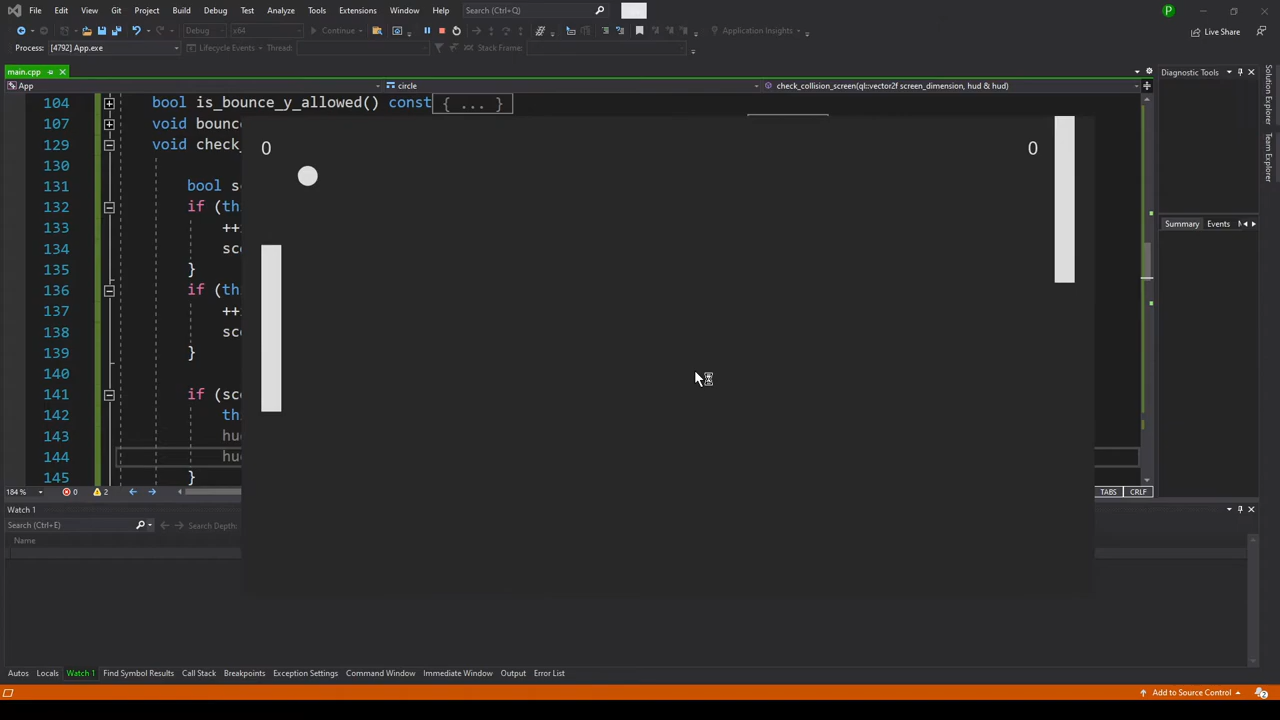 File Edit View Git Project Build Debug Test Analyze Tools Extensions Window Help Search (Ctrl+Q)
Debug x64 Continue Application Insights Live Share
Process: [4792] App.exe Lifecycle Events Thread: Stack Frame:
main.cpp Diagnostic Tools
App circle check_collision_screen(ql::vector2f screen_dimension, hud & hud)
104 bool is_bounce_y_allowed() const { ... }
107 void bounc
129 void check_
130
131 bool s
132 if (th
133 ++
134 sc
135 }
136 if (th
137 ++
138 sc
139 }
140
141 if (sc
142 th
143 hu
144 hu
145 }
0 0
184 % 0 2 TABS CRLF
Solution Explorer
Team Explorer
Summary Events
Watch 1
Search (Ctrl+E) Search Depth:
Name
Autos Locals Watch 1 Find Symbol Results Call Stack Breakpoints Exception Settings Command Window Immediate Window Output Error List
Add to Source Control 2